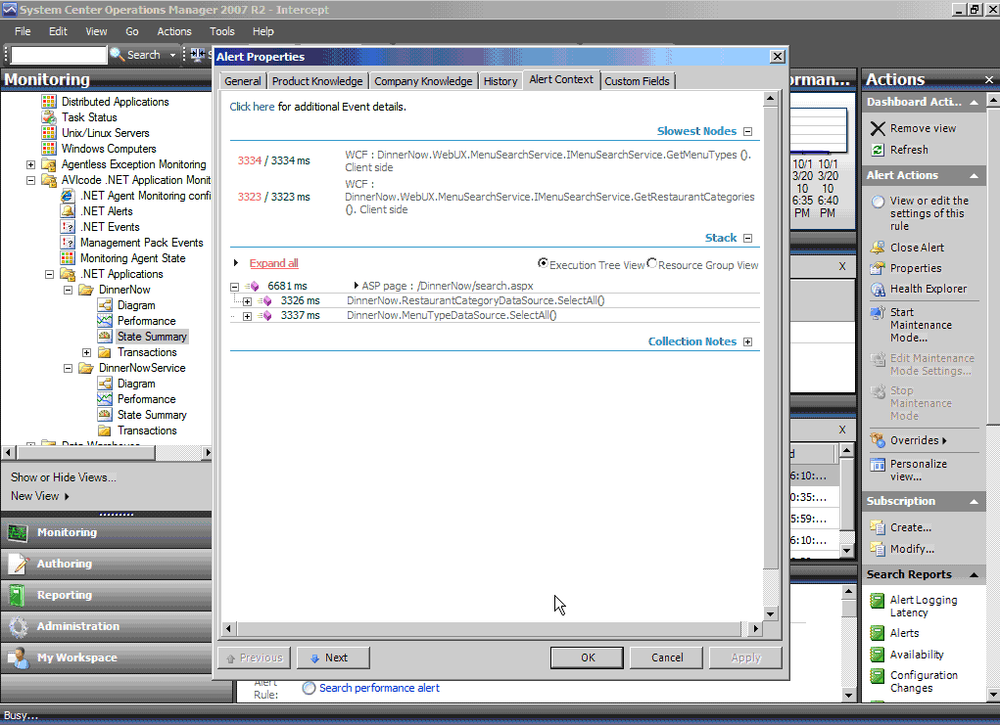 System Center Operations Manager 2007 R2 - Intercept
File Edit View Go Actions Tools Help
Search
Monitoring
Distributed Applications
Task Status
Unix/Linux Servers
Windows Computers
Agentless Exception Monitoring
AVIcode .NET Application Monit
.NET Agent Monitoring confi
.NET Alerts
.NET Events
Management Pack Events
Monitoring Agent State
.NET Applications
DinnerNow
Diagram
Performance
State Summary
Transactions
DinnerNowService
Diagram
Performance
State Summary
Transactions
Show or Hide Views...
New View
Monitoring
Authoring
Reporting
Administration
My Workspace
Busy...
Alert Properties
General Product Knowledge Company Knowledge History Alert Context Custom Fields
Click here for additional Event details.
Slowest Nodes
3334 / 3334 ms
WCF : DinnerNow.WebUX.MenuSearchService.IMenuSearchService.GetMenuTypes ().
Client side
3323 / 3323 ms
WCF :
DinnerNow.WebUX.MenuSearchService.IMenuSearchService.GetRestaurantCategories
(). Client side
Stack
Expall all
Execution Tree View Resource Group View
6681 ms ASP page : /DinnerNow/search.aspx
3326 ms DinnerNow.RestaurantCategoryDataSource.SelectAll()
3337 ms DinnerNow.MenuTypeDataSource.SelectAll()
Collection Notes
Previous Next OK Cancel Apply
Alert
Rule:
Search performance alert
rman...
10/1 10/1
3/20 3/20
10 10
6:35 6:40
PM PM
X
X
d
6:10:...
0:35:...
5:59:...
6:10:...
Actions
Dashboard Acti...
Remove view
Refresh
Alert Actions
View or edit the
settings of this
rule
Close Alert
Properties
Health Explorer
Start
Maintenance
Mode...
Edit Maintenance
Mode Settings...
Stop
Maintenance
Mode
Overrides
Personalize
view...
Subscription
Create...
Modify...
Search Reports
Alert Logging
Latency
Alerts
Availability
Configuration
Changes